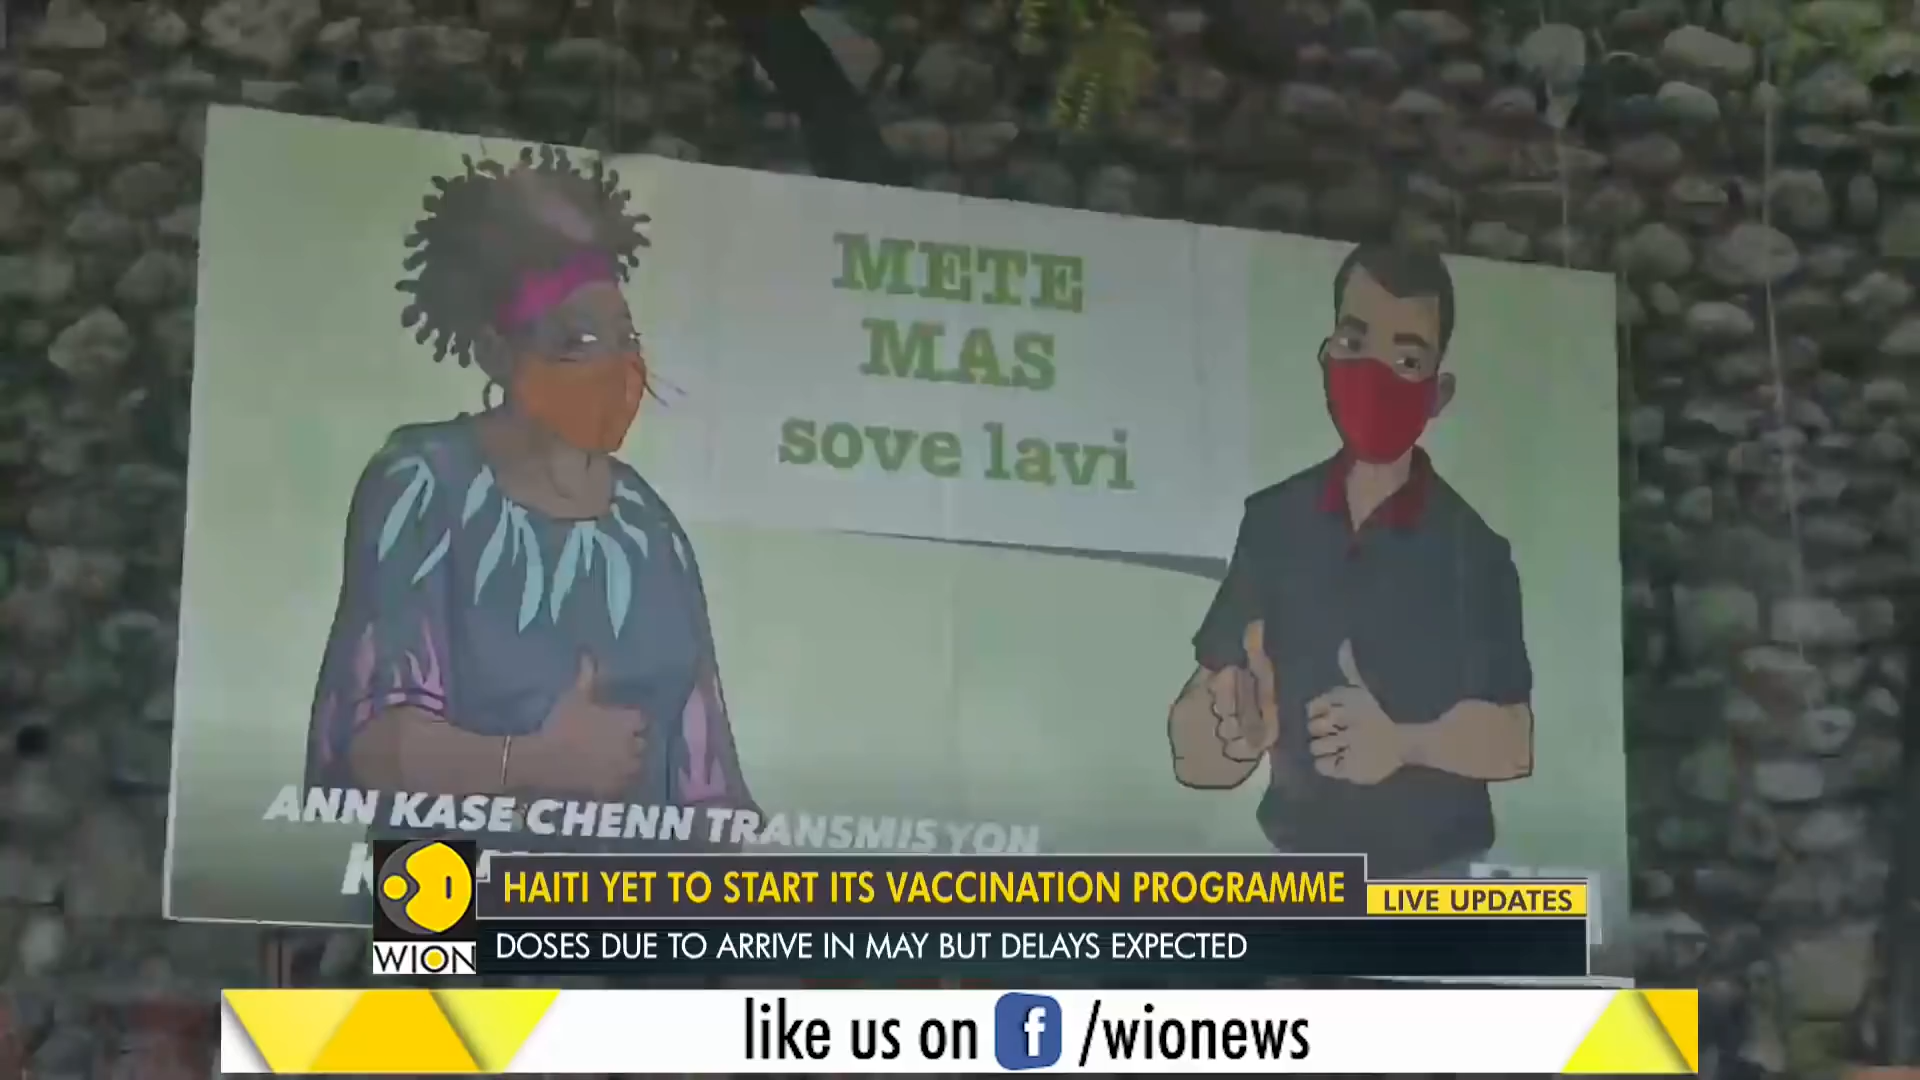 METE
MAS
sove lavi
ANN KASE CHENN TRANSMISYON
HAITI YET TO START ITS VACCINATION PROGRAMME
LIVE UPDATES
DOSES DUE TO ARRIVE IN MAY BUT DELAYS EXPECTED
WION
like us on f /wionews